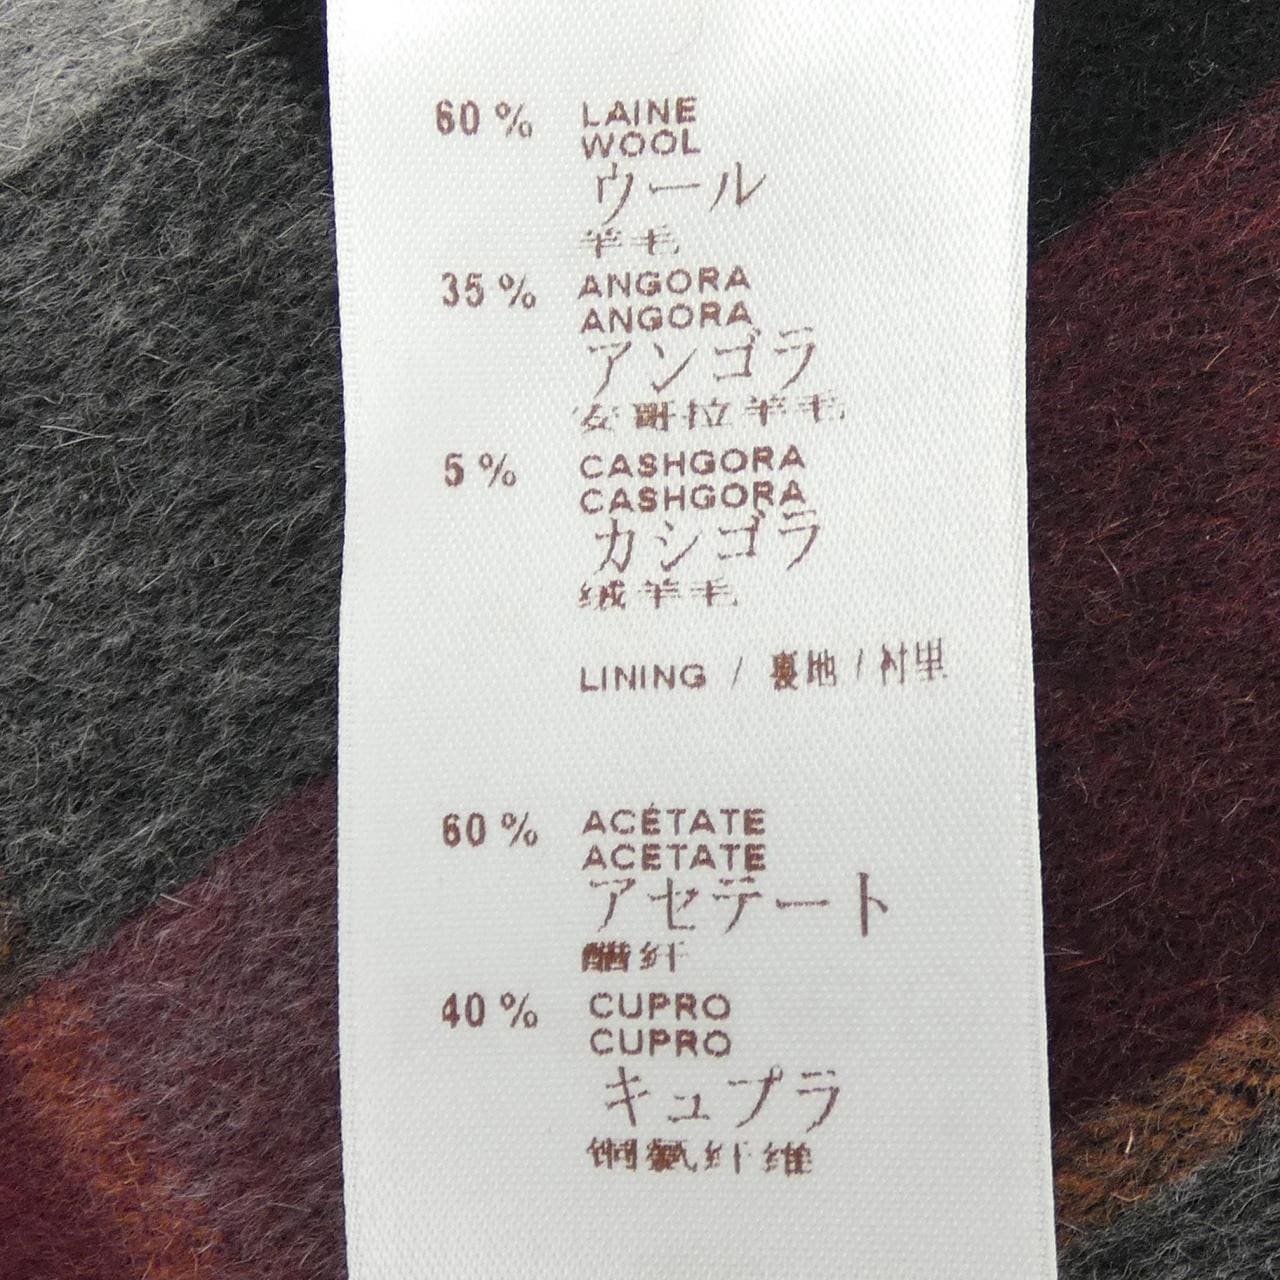 60 % LAINE
WOOL
ウール
羊毛
35 % ANGORA
ANGORA
アンゴラ
安哥拉羊毛
5 % CASHGORA
CASHGORA
カシゴラ
绒羊毛
LINING / 裏地 / 衬里
60 % ACÉTATE
ACETATE
アセテート
醋纤
40 % CUPRO
CUPRO
キュプラ
铜氨纤维